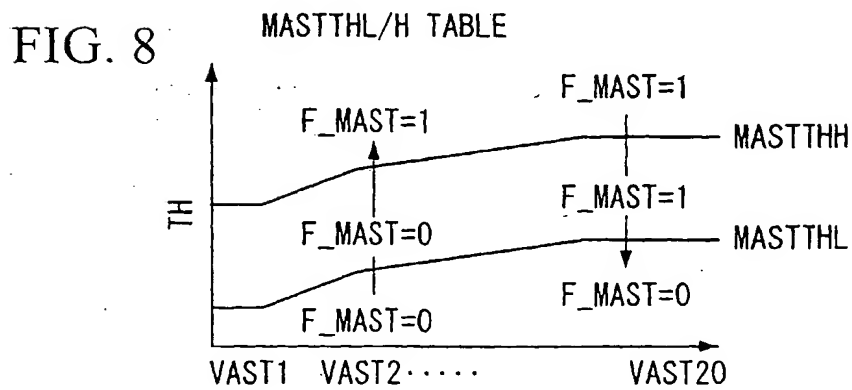 FIG. 8
MASTTHL/H TABLE
F_MAST=1
F_MAST=1
MASTTHH
TH
F_MAST=1
F_MAST=0
MASTTHL
F_MAST=0
F_MAST=0
VAST1 VAST2····· VAST20